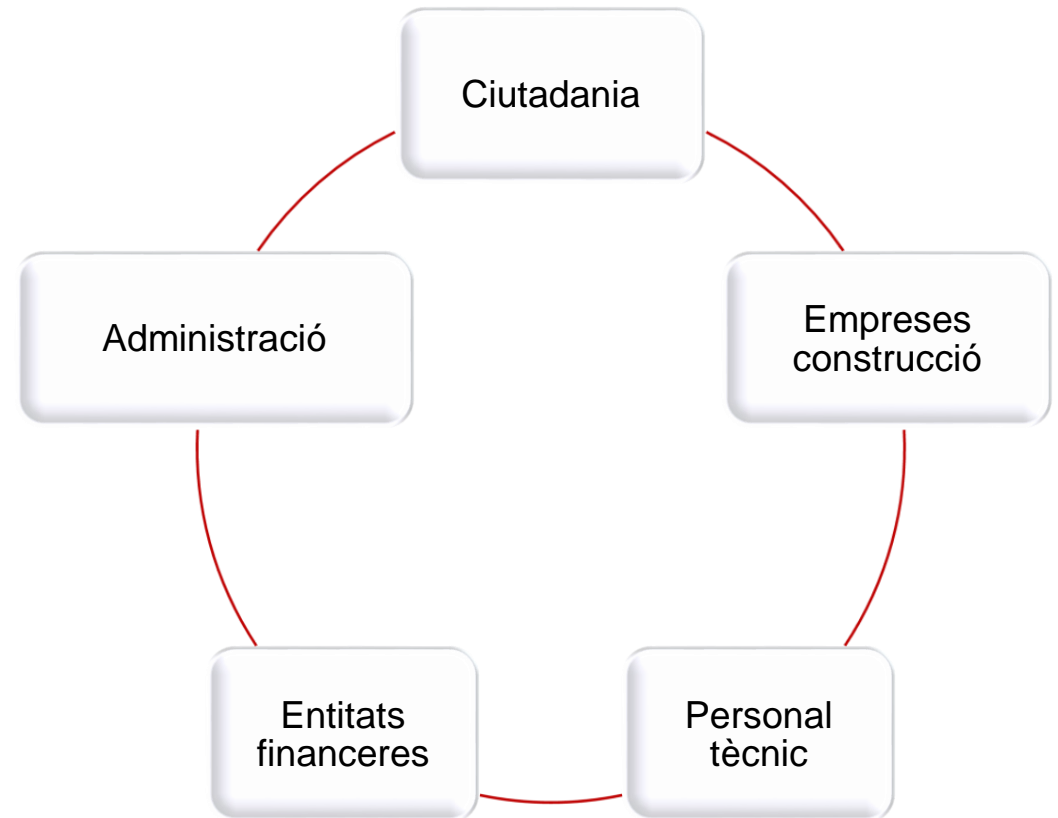 Ciutadania
Administració
Empreses
construcció
Entitats
financeres
Personal
tècnic